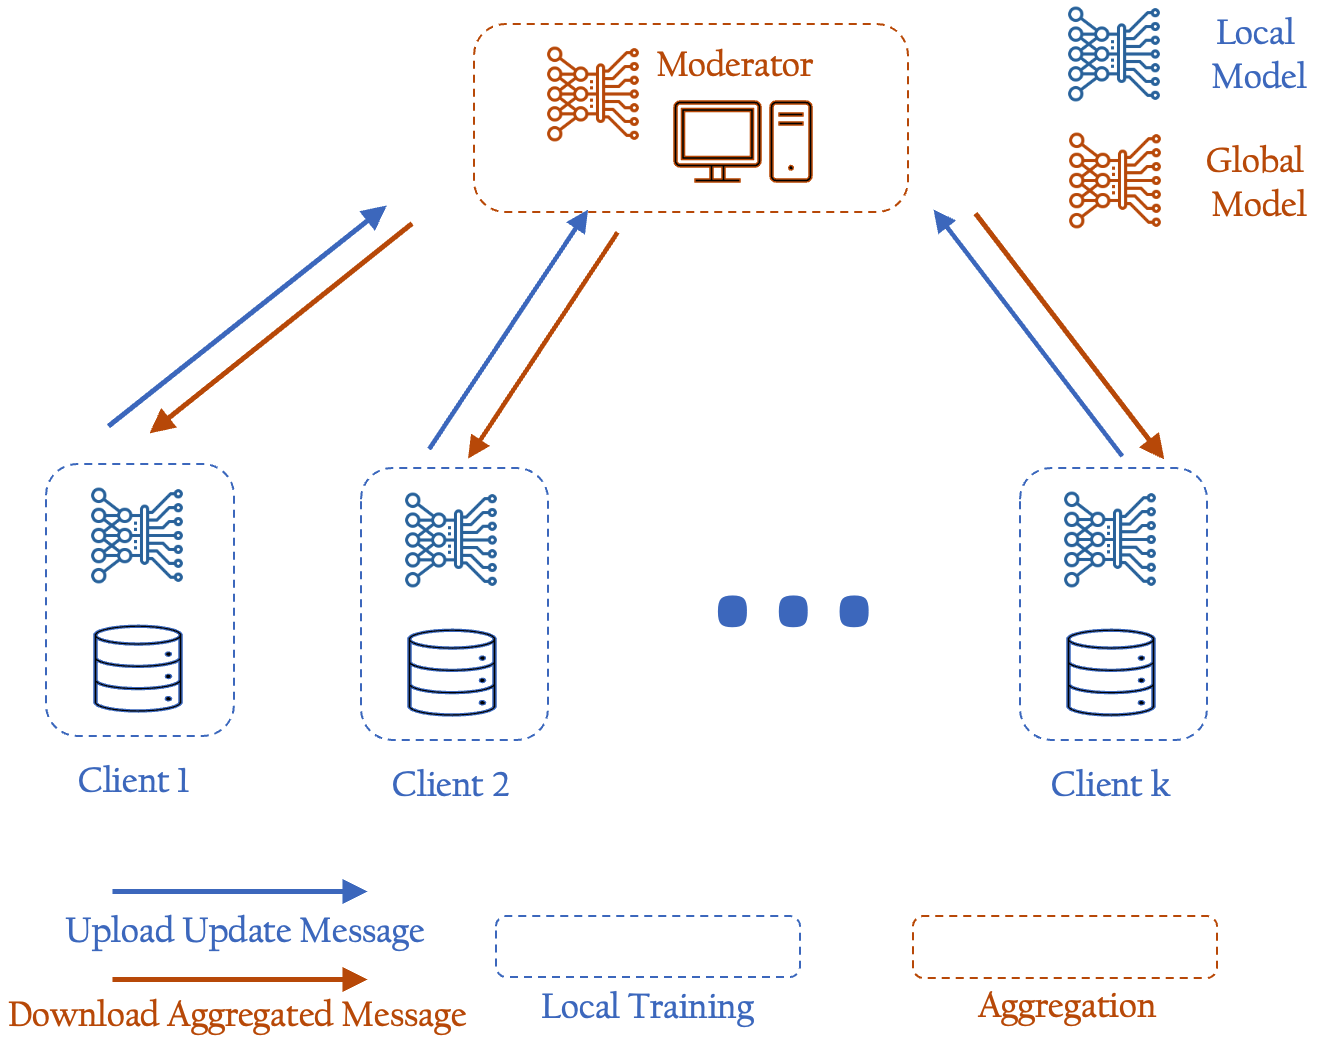 Moderator
Local
Model
Global
Model
Client 1
Client 2
Client k
Upload Update Message
Download Aggregated Message
Local Training
Aggregation